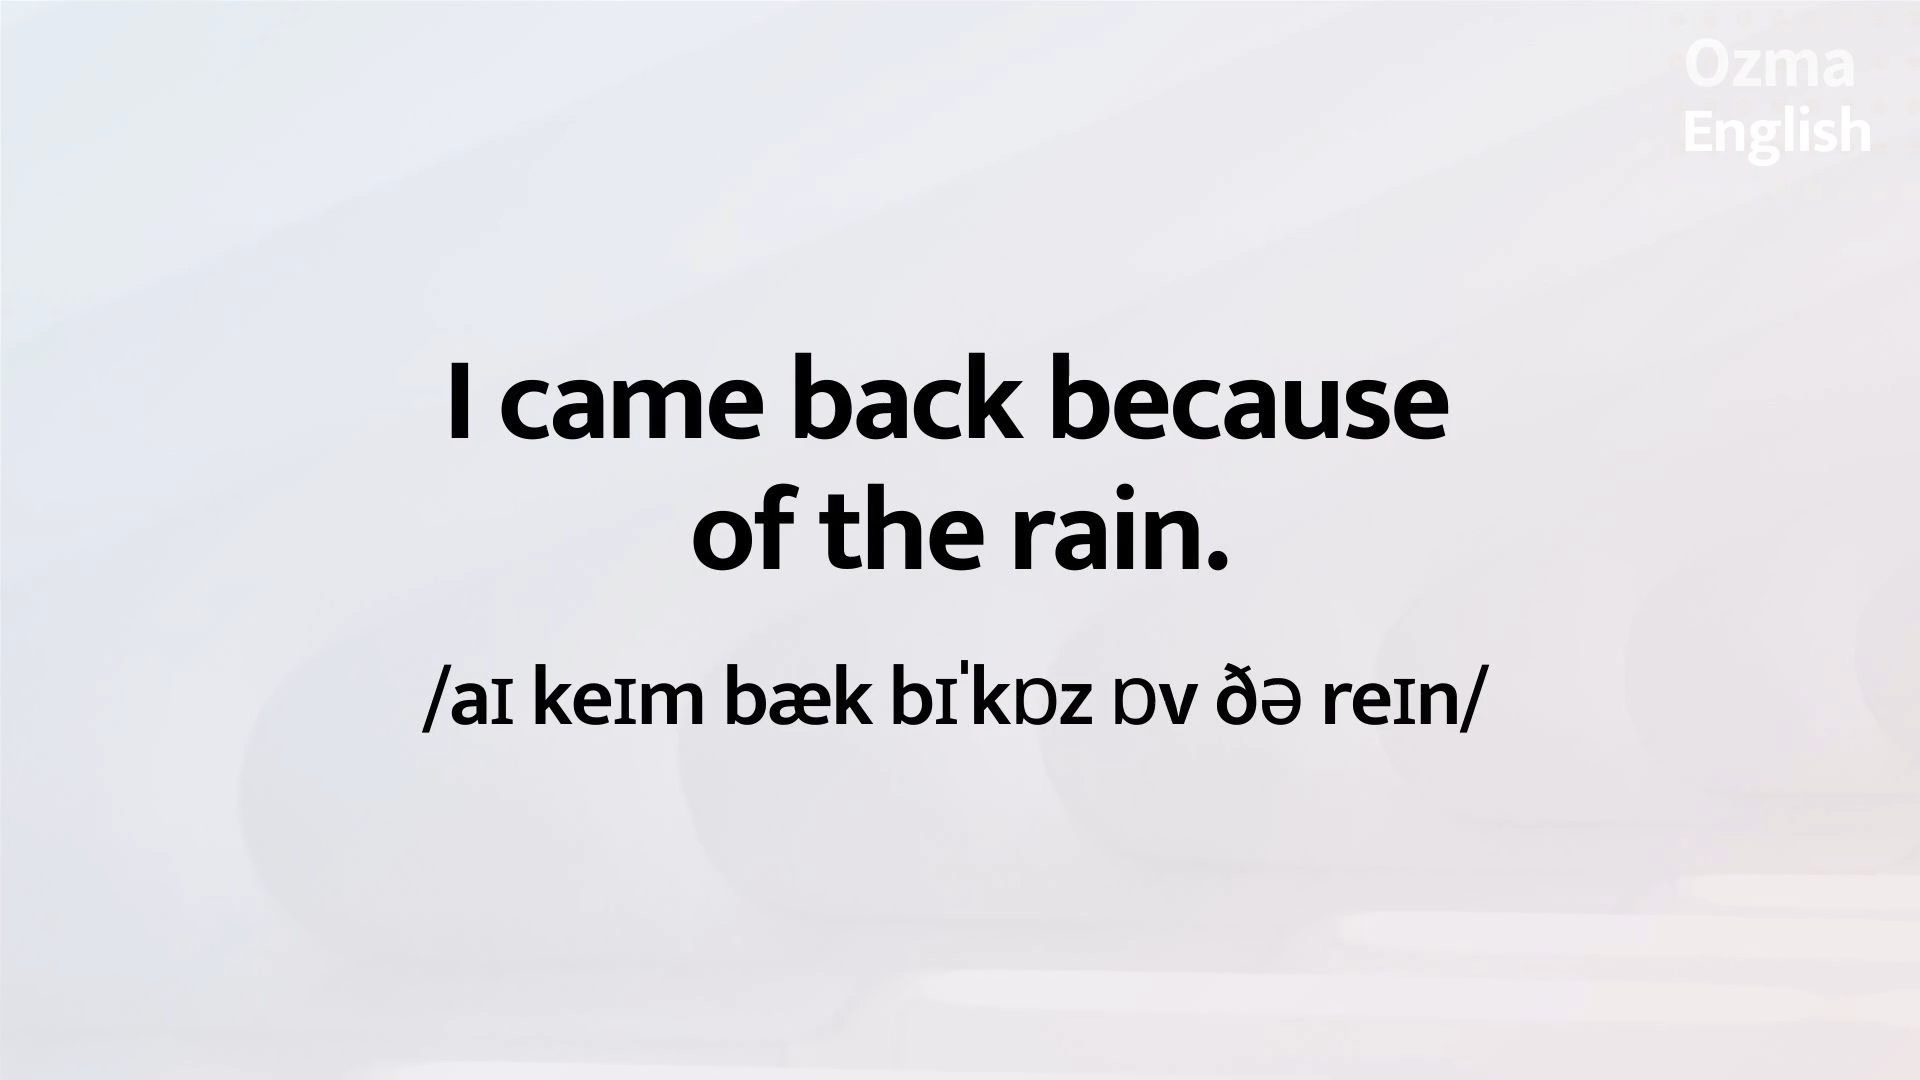 Ozma
English
I came back because
of the rain.
/aɪ keɪm bæk bɪˈkɒz ɒv ðə reɪn/